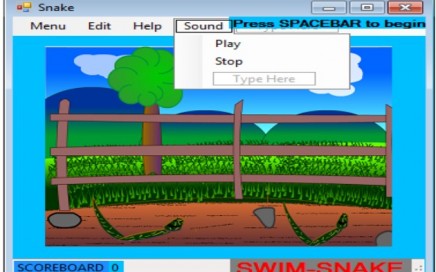 Snake
Menu Edit Help Sound Press SPACEBAR to begin
Play
Stop
Type Here
SCOREBOARD 0
SWIM-SNAKE